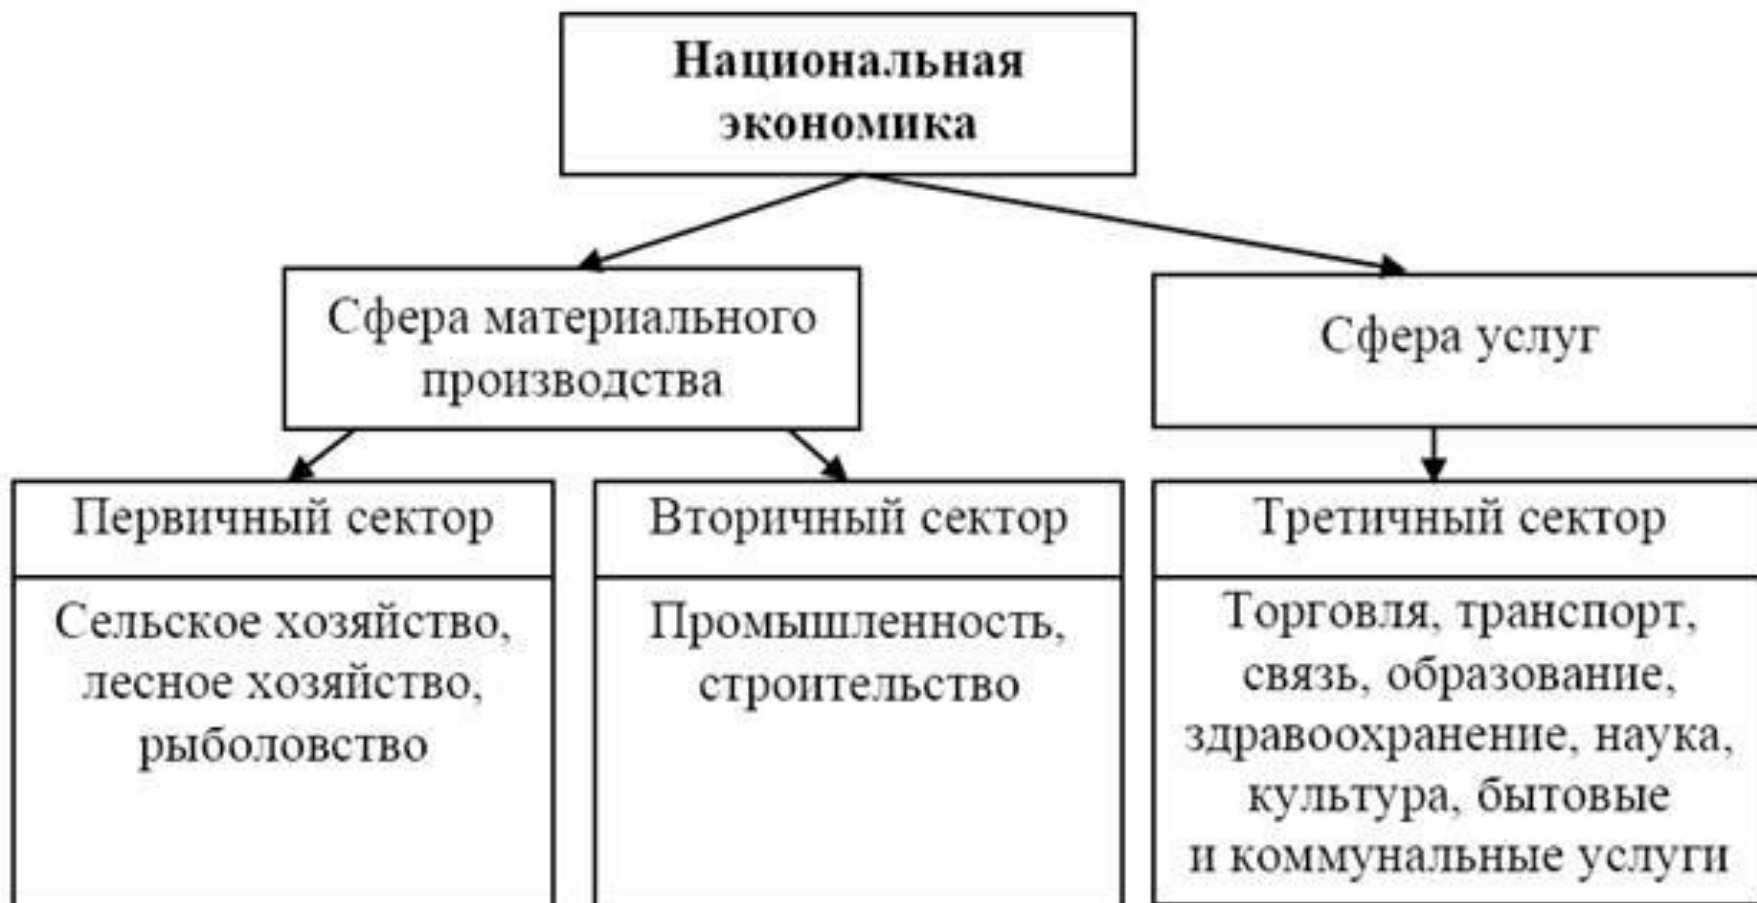 Национальная
экономика
Сфера материального
производства
Сфера услуг
Первичный сектор
Сельское хозяйство,
лесное хозяйство,
рыболовство
Вторичный сектор
Промышленность,
строительство
Третичный сектор
Торговля, транспорт,
связь, образование,
здравоохранение, наука,
культура, бытовые
и коммунальные услуги